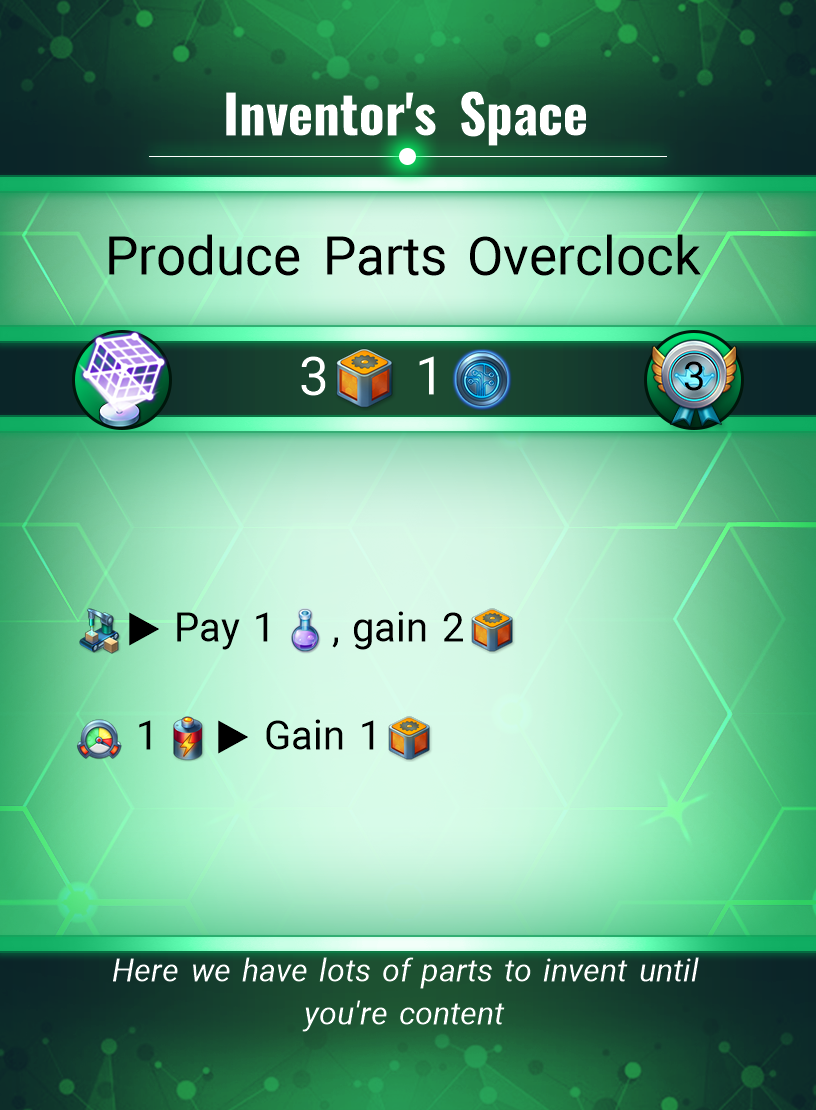 Inventor's Space
Produce Parts Overclock
3 1 3
Pay 1 , gain 2
1 Gain 1
Here we have lots of parts to invent until
you're content